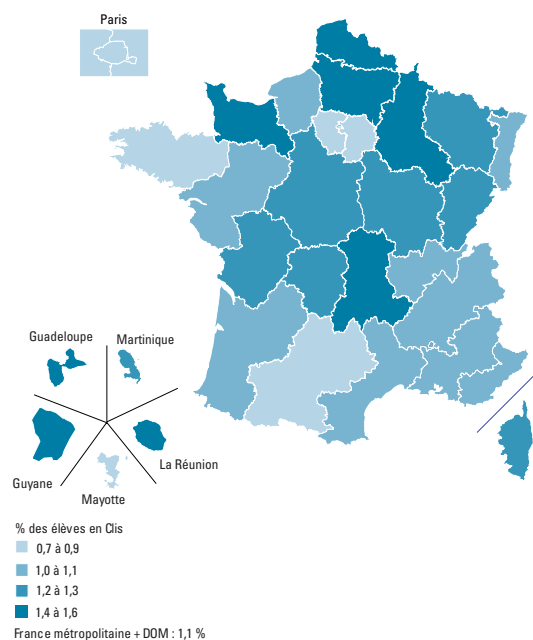 Paris
Guadeloupe
Martinique
Guyane
La Réunion
Mayotte
% des élèves en Clis
0,7 à 0,9
1,0 à 1,1
1,2 à 1,3
1,4 à 1,6
France métropolitaine + DOM : 1,1 %